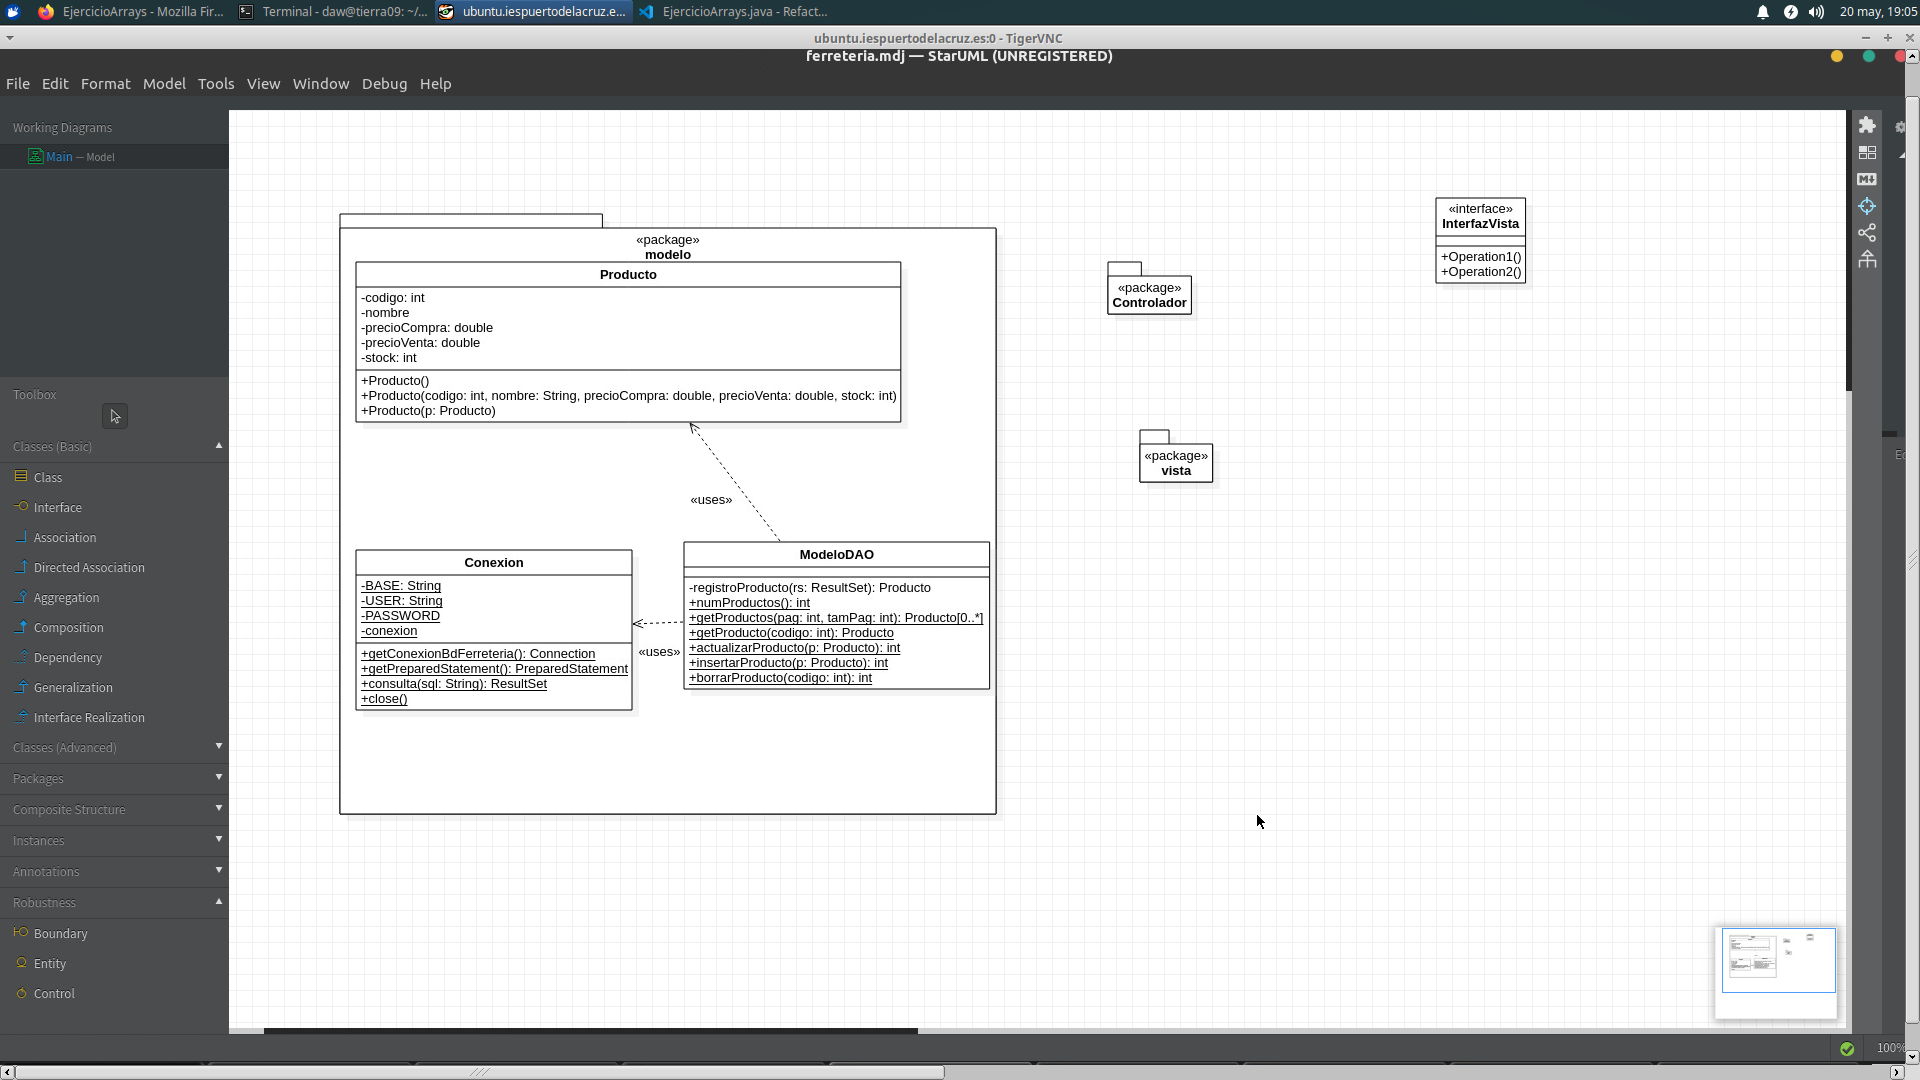 EjercicioArrays - Mozilla Fir...
Terminal - daw@tierra09: ~/...
ubuntu.iespuertodelacruz.e...
EjercicioArrays.java - Refact...
20 may, 19:05
ubuntu.iespuertodelacruz.es:0 - TigerVNC
ferreteria.mdj — StarUML (UNREGISTERED)
File Edit Format Model Tools View Window Debug Help
Working Diagrams
Main — Model
Toolbox
Classes (Basic)
Class
Interface
Association
Directed Association
Aggregation
Composition
Dependency
Generalization
Interface Realization
Classes (Advanced)
Packages
Composite Structure
Instances
Annotations
Robustness
Boundary
Entity
Control
«package»
modelo
Producto
-codigo: int
-nombre
-precioCompra: double
-precioVenta: double
-stock: int
+Producto()
+Producto(codigo: int, nombre: String, precioCompra: double, precioVenta: double, stock: int)
+Producto(p: Producto)
«uses»
Conexion
-BASE: String
-USER: String
-PASSWORD
-conexion
+getConexionBdFerreteria(): Connection
+getPreparedStatement(): PreparedStatement
+consulta(sql: String): ResultSet
+close()
«uses»
ModeloDAO
-registroProducto(rs: ResultSet): Producto
+numProductos(): int
+getProductos(pag: int, tamPag: int): Producto[0..*]
+getProducto(codigo: int): Producto
+actualizarProducto(p: Producto): int
+insertarProducto(p: Producto): int
+borrarProducto(codigo: int): int
«package»
Controlador
«package»
vista
«interface»
InterfazVista
+Operation1()
+Operation2()
M↓
100%